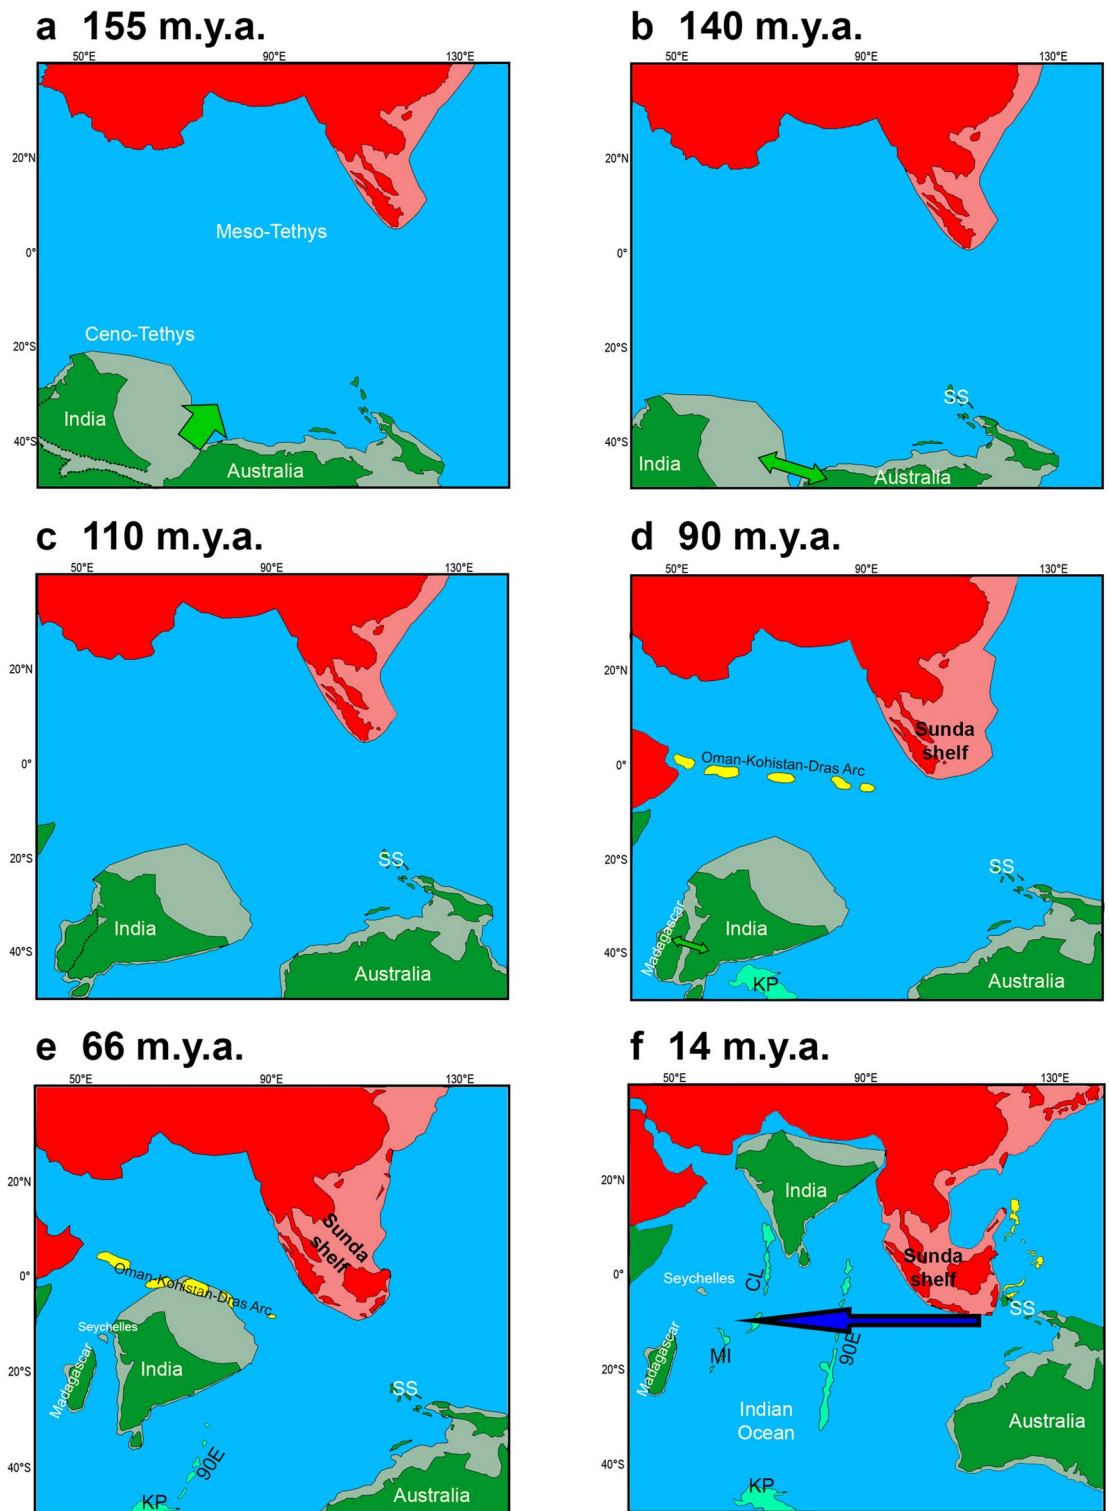 a 155 m.y.a.
50°E 90°E 130°E
20°N
Meso-Tethys
0°
Ceno-Tethys
20°S
India
40°S
Australia
b 140 m.y.a.
50°E 90°E 130°E
20°N
0°
20°S
SS
40°S
India
Australia
c 110 m.y.a.
50°E 90°E 130°E
20°N
0°
20°S
SS
India
40°S
Australia
d 90 m.y.a.
50°E 90°E 130°E
20°N
Sunda
shelf
Oman-Kohistan-Dras Arc
0°
20°S
SS
Madagascar
India
40°S
KP
Australia
e 66 m.y.a.
50°E 90°E 130°E
20°N
Sunda
shelf
0°
Oman-Kohistan-Dras Arc
Seychelles
Madagascar
India
20°S
SS
90E
40°S
KP
Australia
f 14 m.y.a.
50°E 90°E 130°E
20°N
India
Sunda
shelf
0°
Seychelles
CL
SS
Madagascar
MI
90E
20°S
Indian
Ocean
Australia
40°S
KP